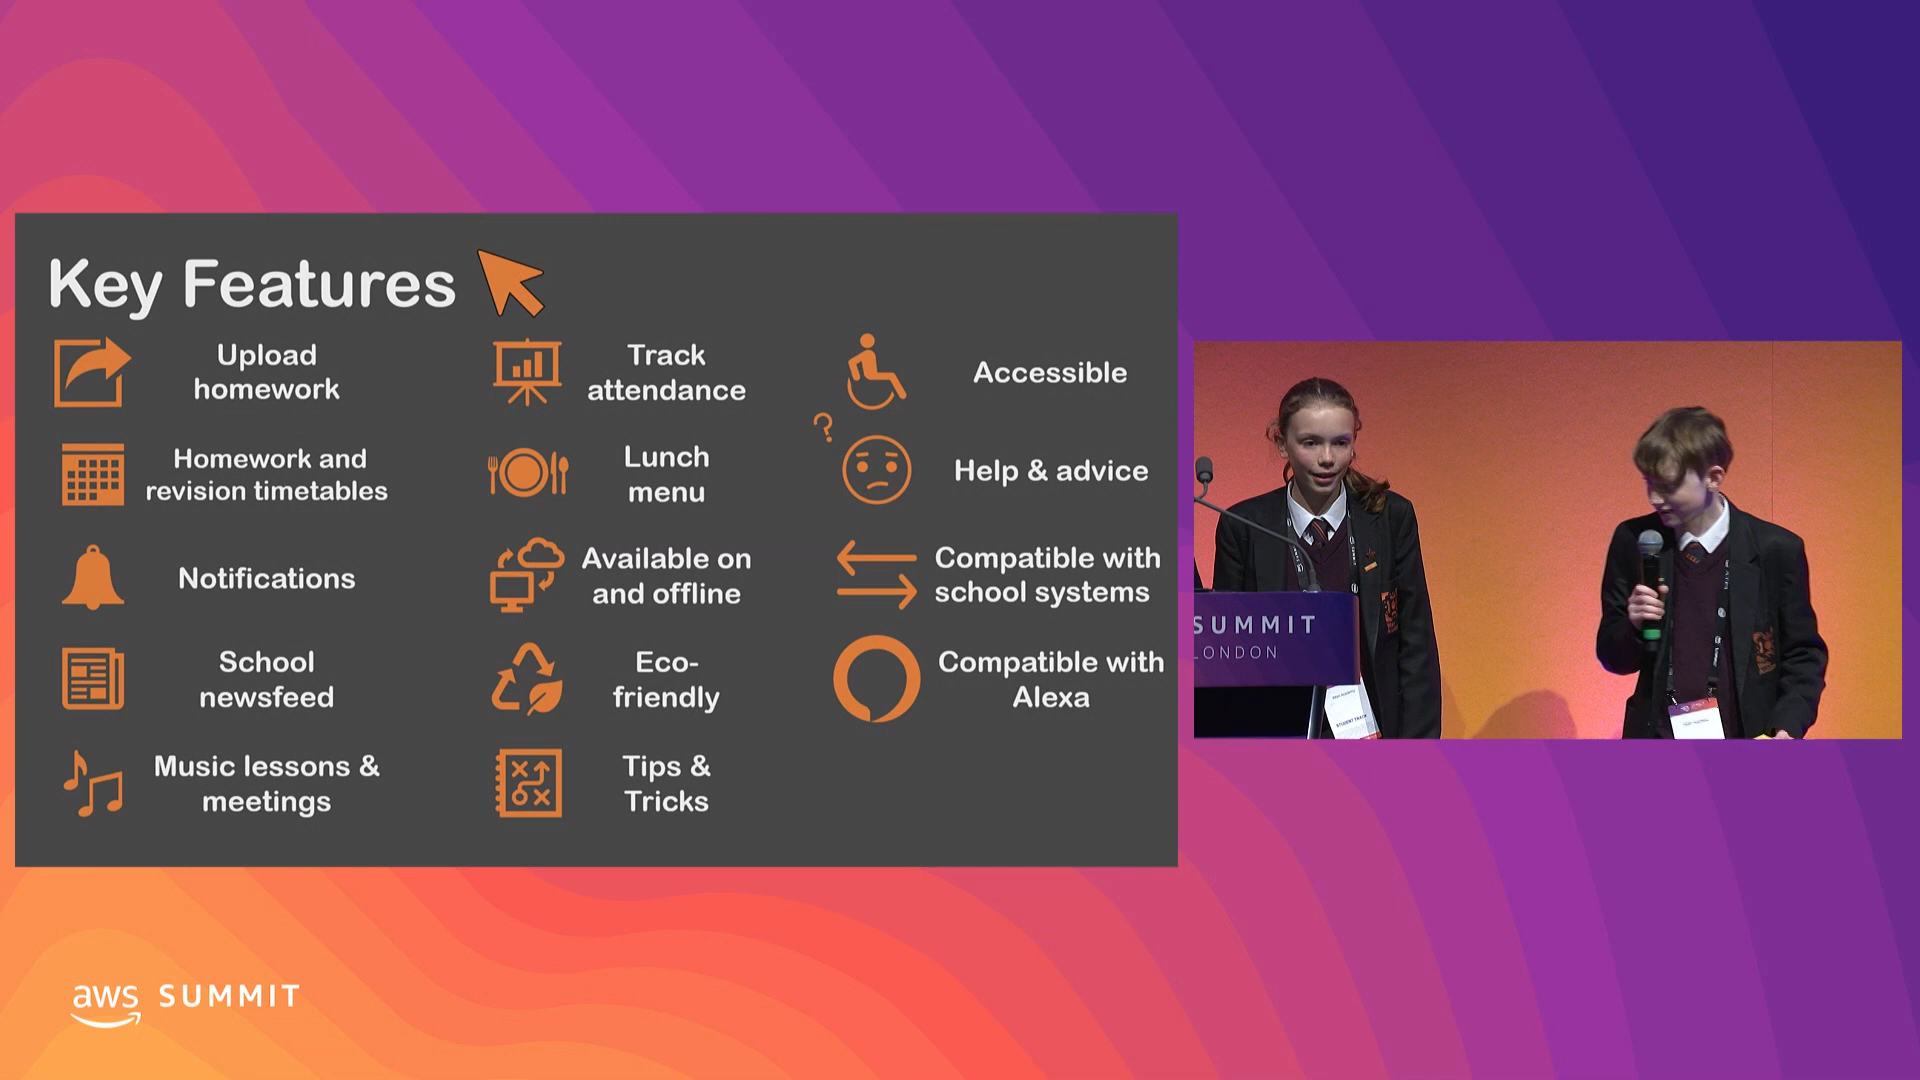 Key Features
Upload
homework
Homework and
revision timetables
Notifications
School
newsfeed
Music lessons &
meetings
Track
attendance
Lunch
menu
Available on
and offline
Eco-
friendly
Tips &
Tricks
Accessible
?
Help & advice
Compatible with
school systems
Compatible with
Alexa
SUMMIT
LONDON
STUDENT TRACK
aws SUMMIT